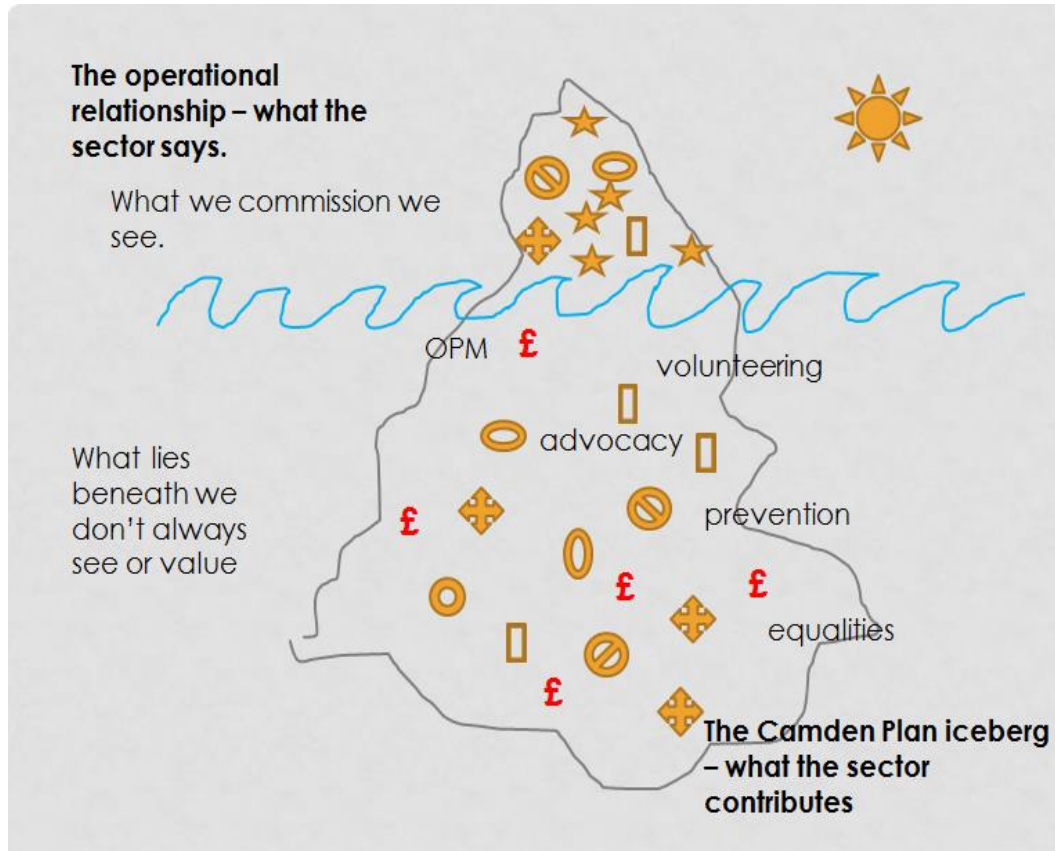 The operational
relationship – what the
sector says.
What we commission we
see.
OPM £
volunteering
advocacy
What lies
beneath we
don't always
see or value
£
prevention
£
£
equalities
£
The Camden Plan iceberg
– what the sector
contributes